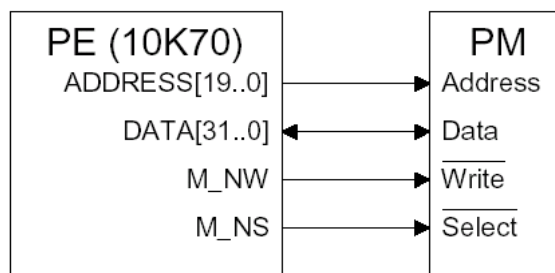 PE (10K70) PM
ADDRESS[19..0] Address
DATA[31..0] Data
M_NW Write
M_NS Select